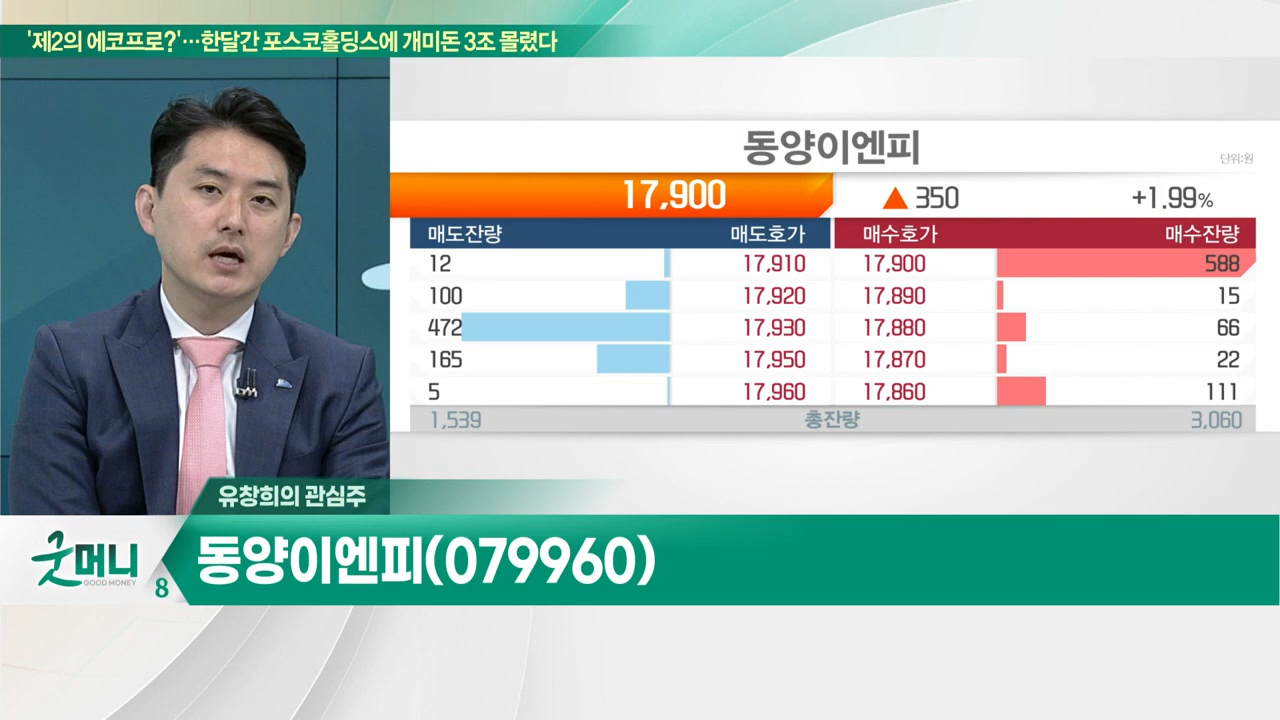 '제2의 에코프로?'…한달간 포스코홀딩스에 개미돈 3조 몰렸다
동양이엔피
단위:원
17,900 ▲ 350 +1.99%
매도잔량 매도호가 매수호가 매수잔량
12 17,910 17,900 588
100 17,920 17,890 15
472 17,930 17,880 66
165 17,950 17,870 22
5 17,960 17,860 111
1,539 총잔량 3,060
유창희의 관심주
굿머니
GOOD MONEY
8
동양이엔피(079960)